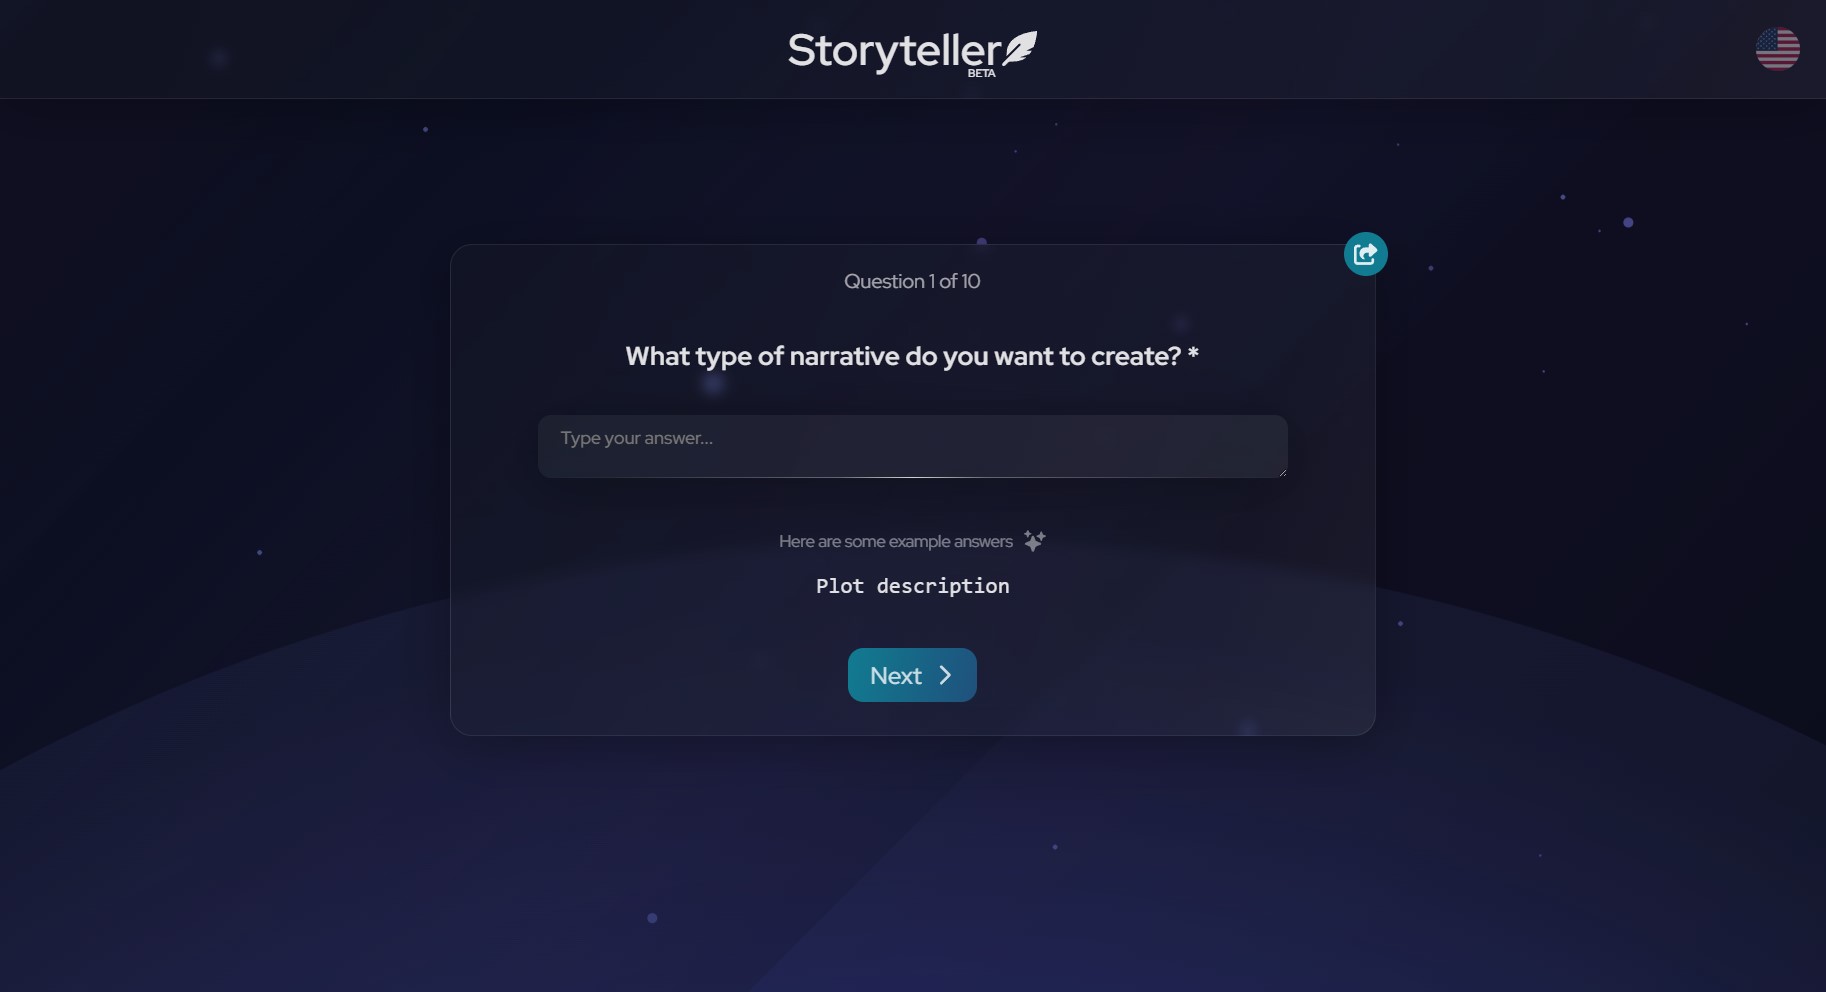 Storyteller
BETA
Question 1 of 10
What type of narrative do you want to create? *
Type your answer...
Here are some example answers
Plot description
Next